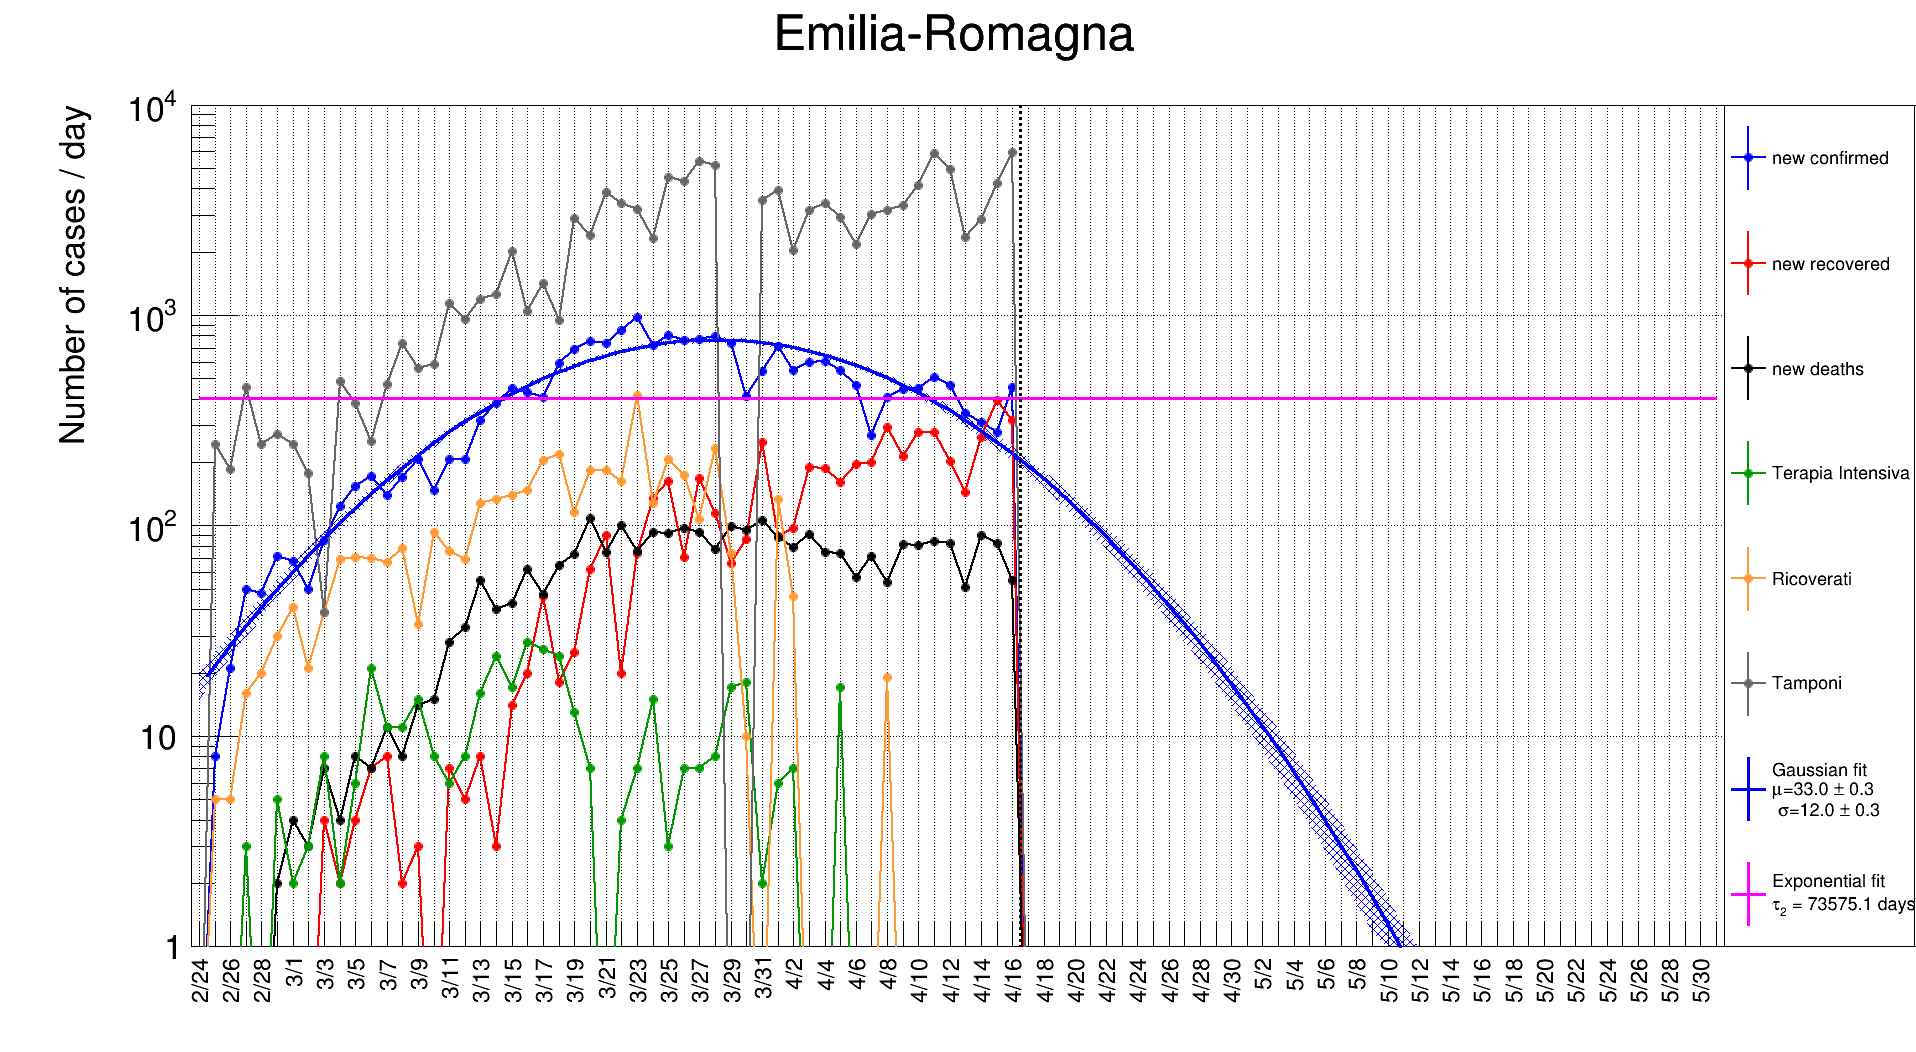 Emilia-Romagna
Number of cases / day
10⁴
10³
10²
10
1
2/24 2/26 2/28 3/1 3/3 3/5 3/7 3/9 3/11 3/13 3/15 3/17 3/19 3/21 3/23 3/25 3/27 3/29 3/31 4/2 4/4 4/6 4/8 4/10 4/12 4/14 4/16 4/18 4/20 4/22 4/24 4/26 4/28 4/30 5/2 5/4 5/6 5/8 5/10 5/12 5/14 5/16 5/18 5/20 5/22 5/24 5/26 5/28 5/30
new confirmed
new recovered
new deaths
Terapia Intensiva
Ricoverati
Tamponi
Gaussian fit
μ=33.0 ± 0.3
σ=12.0 ± 0.3
Exponential fit
τ₂ = 73575.1 days